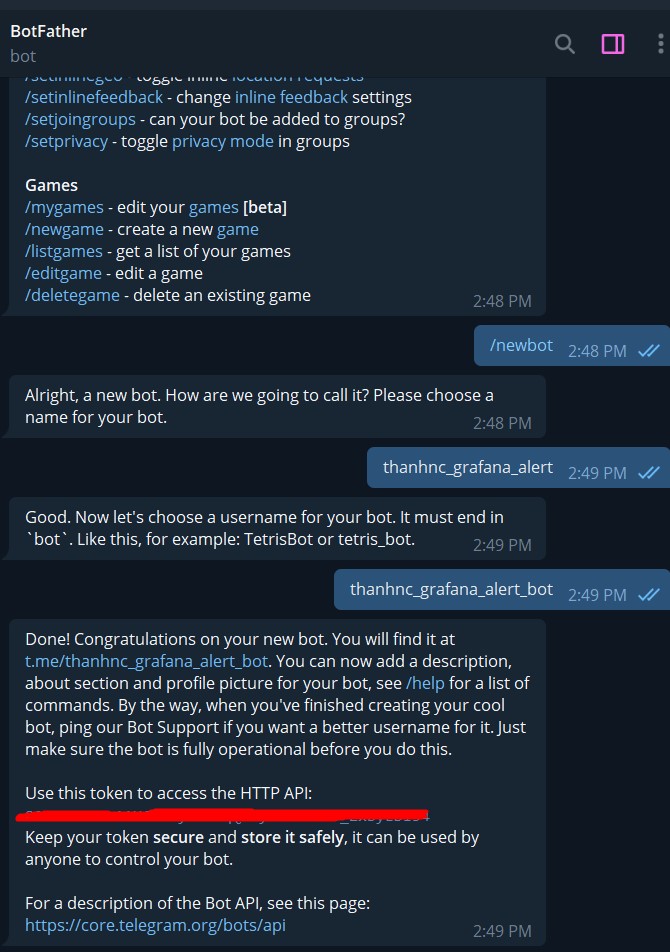 BotFather
bot
/setinlinegeo - toggle inline location requests
/setinlinefeedback - change inline feedback settings
/setjoingroups - can your bot be added to groups?
/setprivacy - toggle privacy mode in groups
Games
/mygames - edit your games [beta]
/newgame - create a new game
/listgames - get a list of your games
/editgame - edit a game
/deletegame - delete an existing game
2:48 PM
/newbot 2:48 PM
Alright, a new bot. How are we going to call it? Please choose a
name for your bot.
2:48 PM
thanhnc_grafana_alert 2:49 PM
Good. Now let's choose a username for your bot. It must end in
`bot`. Like this, for example: TetrisBot or tetris_bot.
2:49 PM
thanhnc_grafana_alert_bot 2:49 PM
Done! Congratulations on your new bot. You will find it at
t.me/thanhnc_grafana_alert_bot. You can now add a description,
about section and profile picture for your bot, see /help for a list of
commands. By the way, when you've finished creating your cool
bot, ping our Bot Support if you want a better username for it. Just
make sure the bot is fully operational before you do this.
Use this token to access the HTTP API:
Keep your token secure and store it safely, it can be used by
anyone to control your bot.
For a description of the Bot API, see this page:
https://core.telegram.org/bots/api
2:49 PM